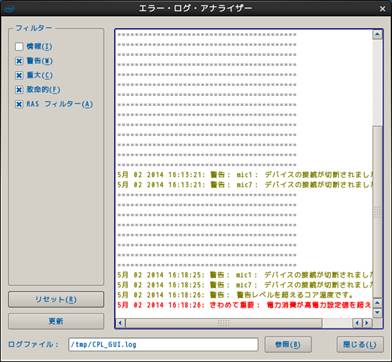 エラー・ログ・アナライザー
フィルター
情報(I)
警告(W)
重大(C)
致命的(F)
RAS フィルター(A)
リセット(R)
更新
=========================================
=========================================
=========================================
=========================================
=========================================
=========================================
=========================================
=========================================
=========================================
=========================================
=========================================
5月 02 2014 16:13:21: 警告: mic1: デバイスの接続が切断されました
5月 02 2014 16:13:21: 警告: mic7: デバイスの接続が切断されました
=========================================
=========================================
=========================================
=========================================
=========================================
=========================================
5月 02 2014 16:18:25: 警告: mic1: デバイスの接続が切断されました
5月 02 2014 16:18:25: 警告: mic7: デバイスの接続が切断されました
5月 02 2014 16:18:26: 警告: 警告レベルを超えるコア温度です。
5月 02 2014 16:18:26: きわめて重要: 電力消費が高電力設定値を超え
ログファイル: /tmp/CPL_GUI.log 参照(B) 閉じる(L)